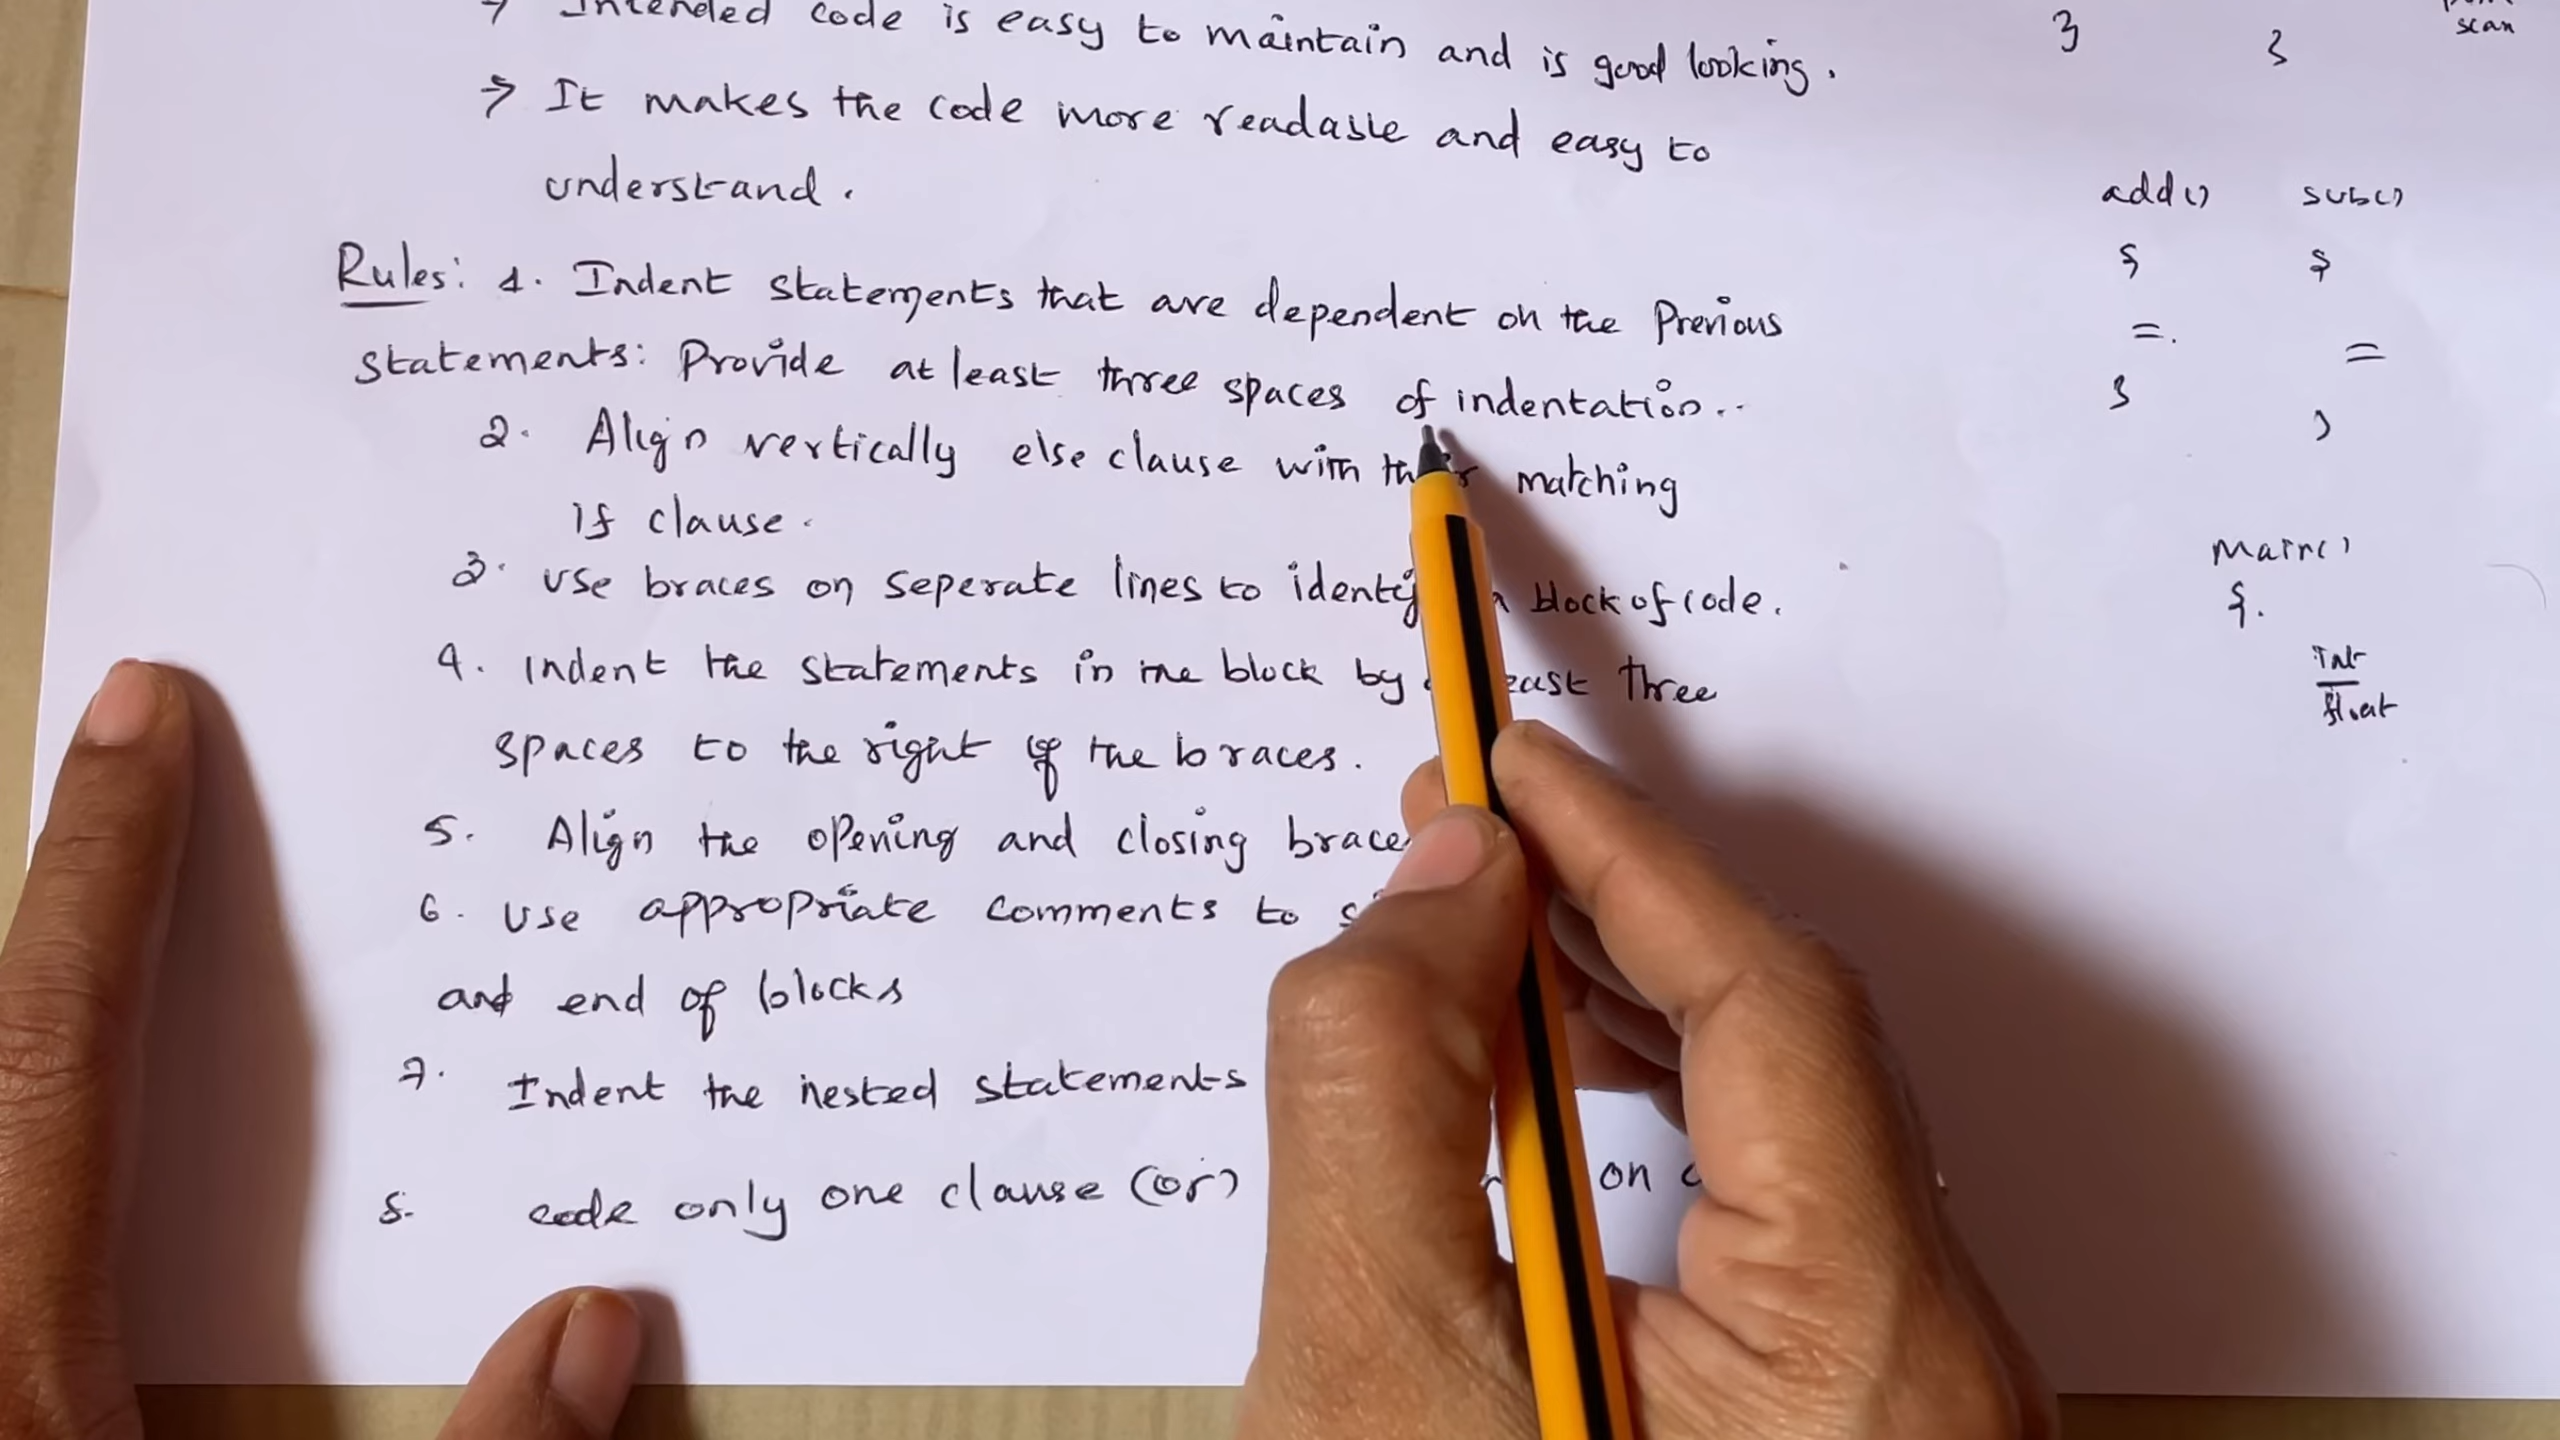 → Intended code is easy to maintain and is good looking.
→ It makes the code more readable and easy to
understand.
Rules: 1. Indent statements that are dependent on the Previous
statements: Provide at least three spaces of indentation..
2. Align vertically else clause with their matching
if clause.
3. use braces on seperate lines to identify a block of code.
4. Indent the statements in the block by least three
spaces to the right of the braces.
5. Align the opening and closing brace
6. use appropriate comments to
and end of blocks
7. Indent the nested statements
8. code only one clause (or) on
}
}
scan
add()
sub()
{
{
=.
=
}
}
main()
{.
Int
float